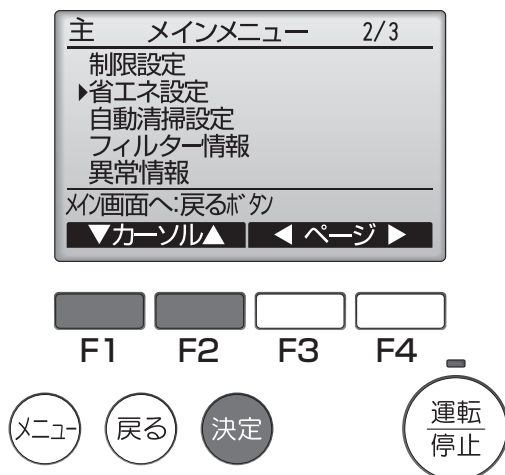 主 メインメニュー 2/3
制限設定
▶省エネ設定
自動清掃設定
フィルター情報
異常情報
メイン画面へ:戻るボタン
▼カーソル▲ ◀ ページ ▶
F1 F2 F3 F4
メニュー 戻る 決定 運転
停止